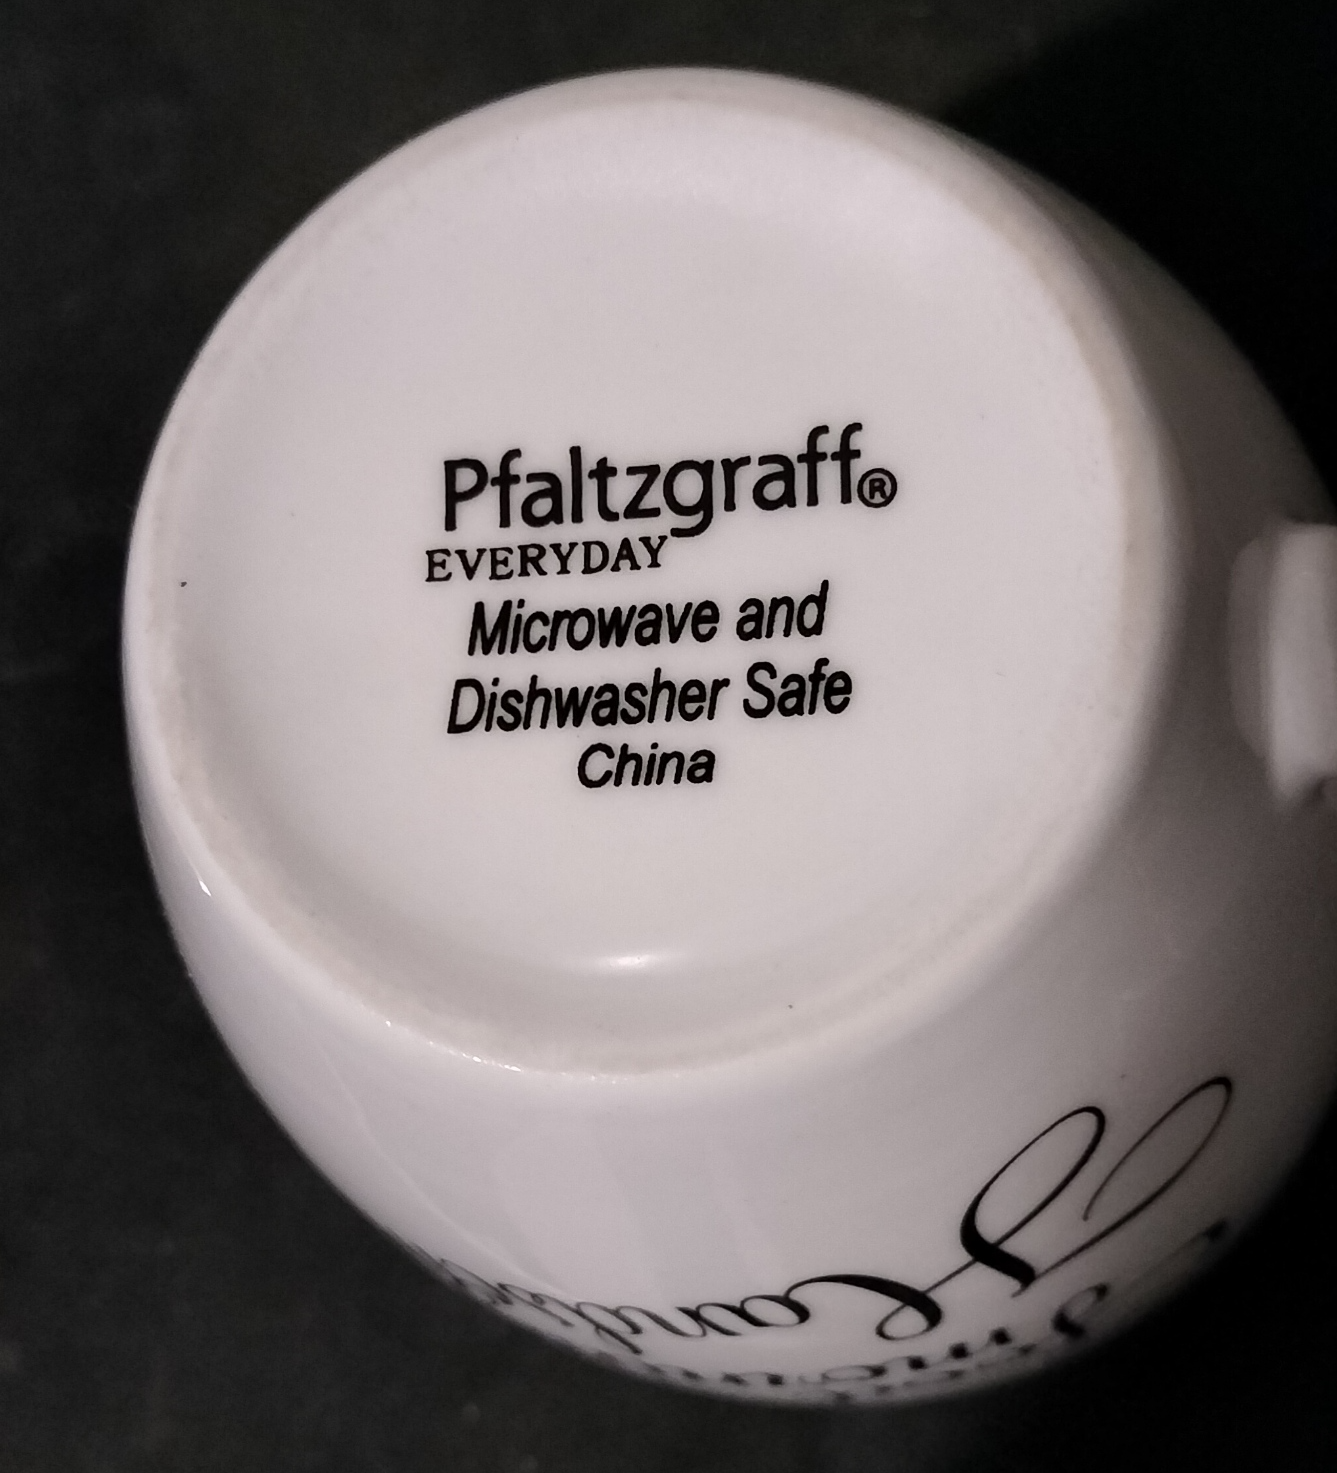 Pfaltzgraff®
EVERYDAY
Microwave and
Dishwasher Safe
China